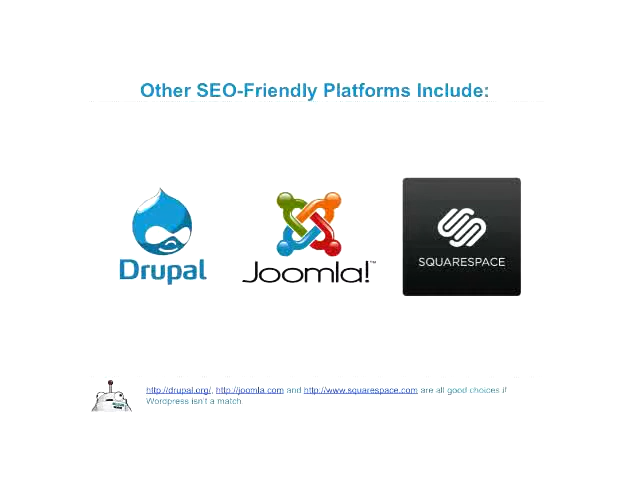 Other SEO-Friendly Platforms Include:
Drupal
Joomla!™
SQUARESPACE
http://drupal.org/, http://joomla.com and http://www.squarespace.com are all good choices if
Wordpress isn't a match